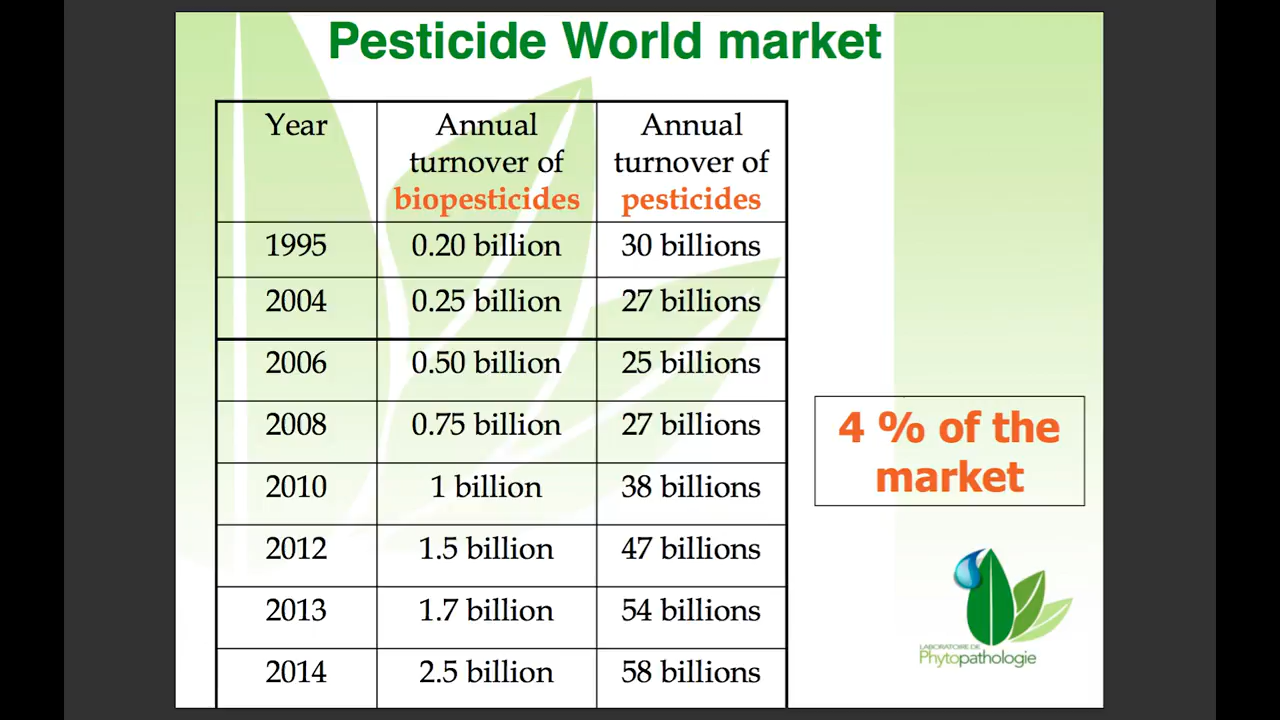 Pesticide World market
Year
Annual turnover of biopesticides
Annual turnover of pesticides
1995 0.20 billion 30 billions
2004 0.25 billion 27 billions
2006 0.50 billion 25 billions
2008 0.75 billion 27 billions
2010 1 billion 38 billions
2012 1.5 billion 47 billions
2013 1.7 billion 54 billions
2014 2.5 billion 58 billions
4 % of the
market
LABORATOIRE DE
Phytopathologie